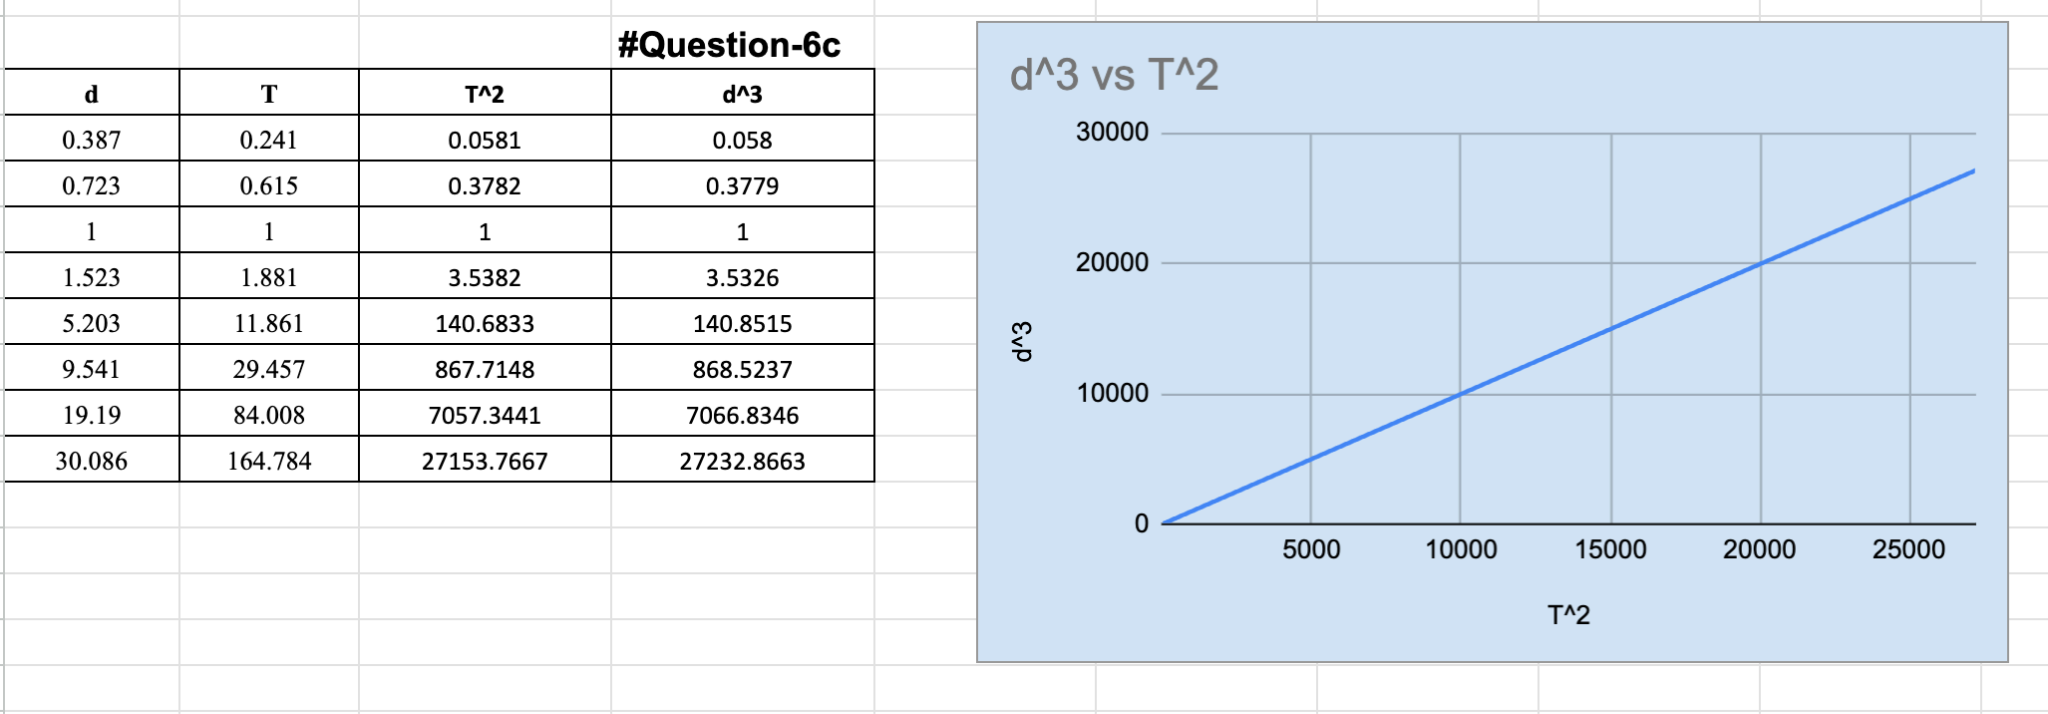 #Question-6c
d T T^2 d^3
0.387 0.241 0.0581 0.058
0.723 0.615 0.3782 0.3779
1 1 1 1
1.523 1.881 3.5382 3.5326
5.203 11.861 140.6833 140.8515
9.541 29.457 867.7148 868.5237
19.19 84.008 7057.3441 7066.8346
30.086 164.784 27153.7667 27232.8663
d^3 vs T^2
30000
20000
10000
0
d^3
5000 10000 15000 20000 25000
T^2